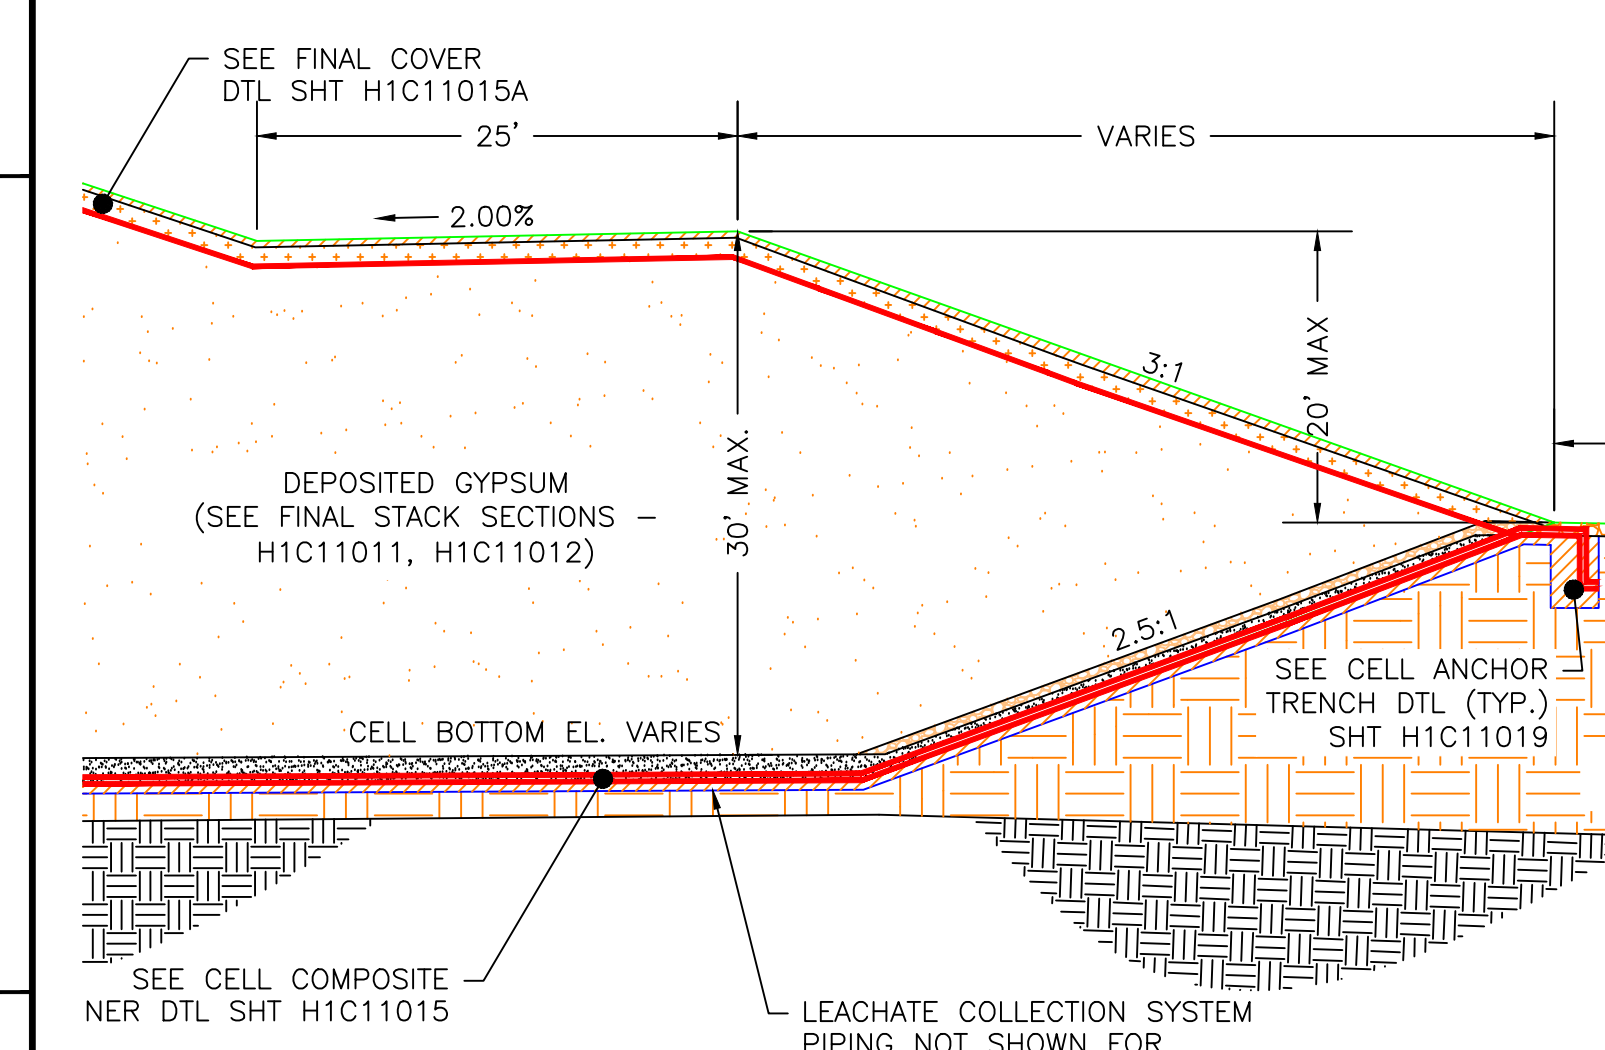 SEE FINAL COVER
DTL SHT H1C11015A
25'
VARIES
2.00%
3:1
20' MAX
30' MAX.
DEPOSITED GYPSUM
(SEE FINAL STACK SECTIONS –
H1C11011, H1C11012)
2.5:1
CELL BOTTOM EL. VARIES
SEE CELL ANCHOR
TRENCH DTL (TYP.)
SHT H1C11019
SEE CELL COMPOSITE
NER DTL SHT H1C11015
LEACHATE COLLECTION SYSTEM
PIPING NOT SHOWN FOR